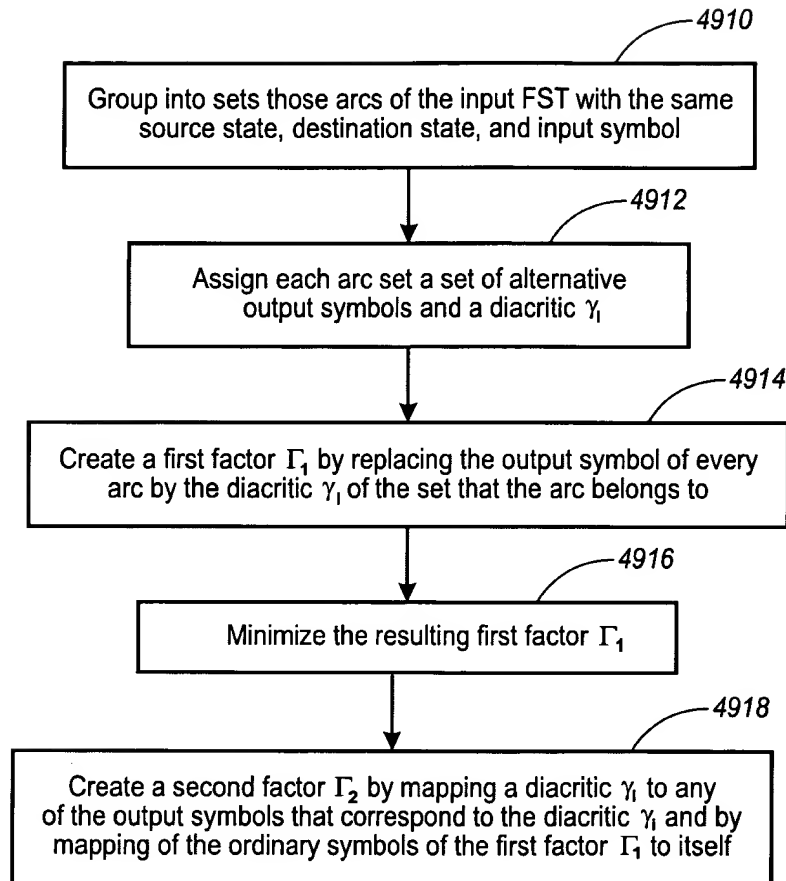 4910
Group into sets those arcs of the input FST with the same
source state, destination state, and input symbol
4912
Assign each arc set a set of alternative
output symbols and a diacritic γᵢ
4914
Create a first factor Γ₁ by replacing the output symbol of every
arc by the diacritic γᵢ of the set that the arc belongs to
4916
Minimize the resulting first factor Γ₁
4918
Create a second factor Γ₂ by mapping a diacritic γᵢ to any
of the output symbols that correspond to the diacritic γᵢ and by
mapping of the ordinary symbols of the first factor Γ₁ to itself